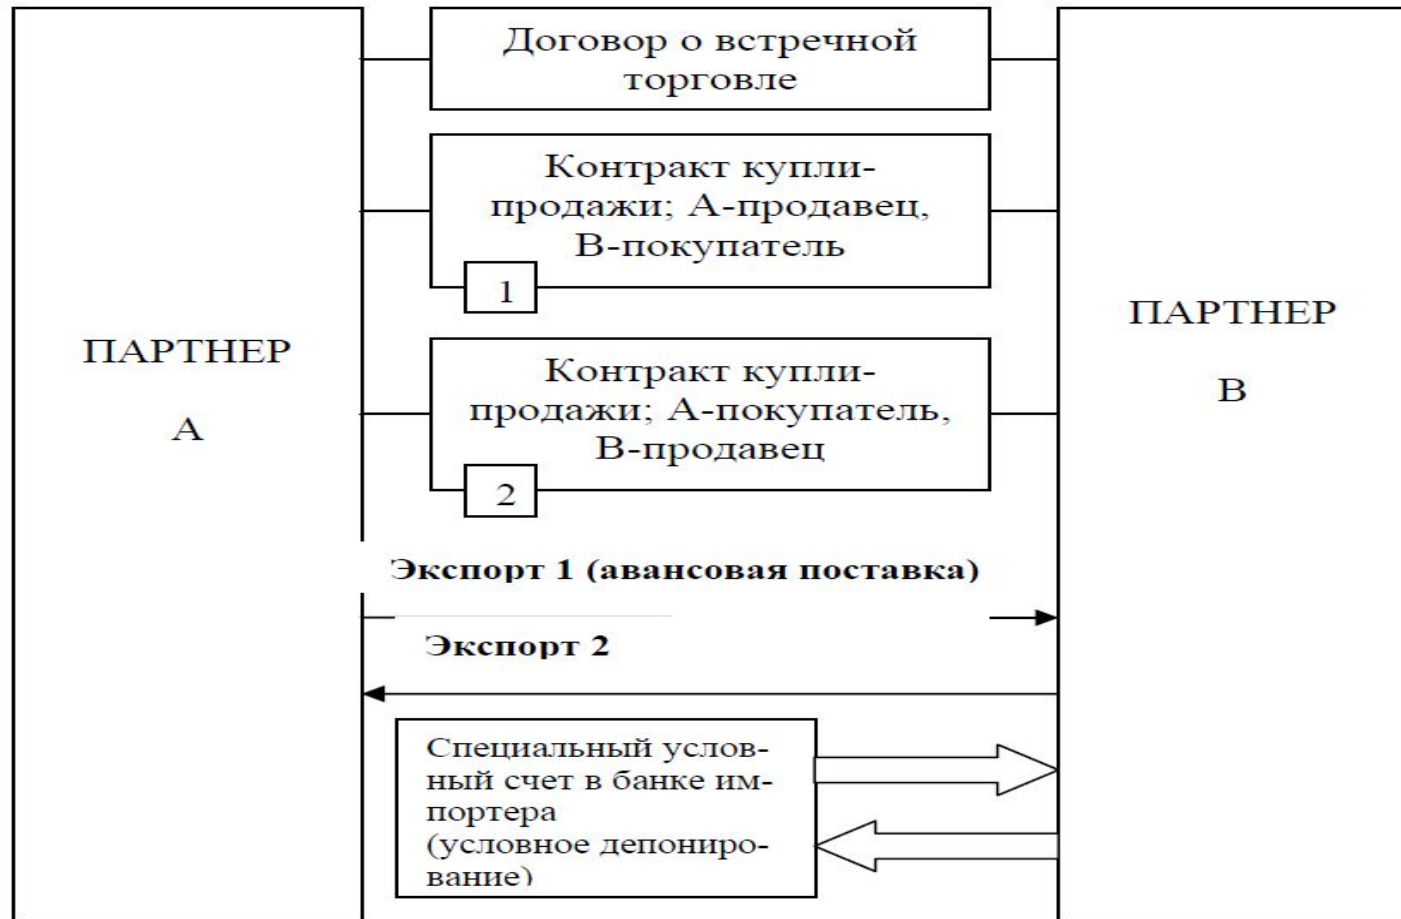 Договор о встречной
торговле
Контракт купли-
продажи; А-продавец,
В-покупатель
1
ПАРТНЕР
А
ПАРТНЕР
В
Контракт купли-
продажи; А-покупатель,
В-продавец
2
Экспорт 1 (авансовая поставка)
Экспорт 2
Специальный услов-
ный счет в банке им-
портера
(условное депониро-
вание)